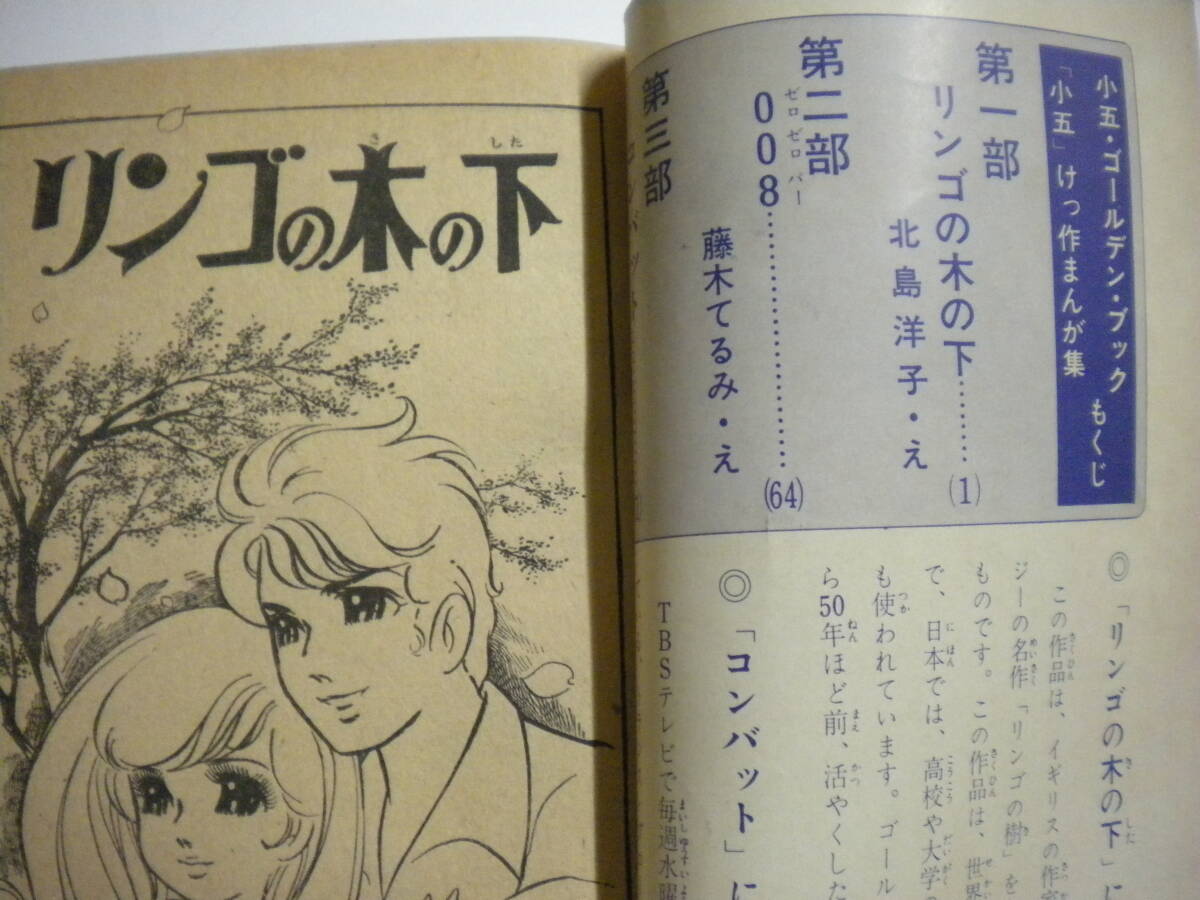 小五・ゴールデン・ブック もくじ
「小五」けっ作まんが集
第一部
リンゴの木の下………(1)
北島洋子・え
第二部
ゼロゼロパー
008………………(64)
藤木てるみ・え
第三部
◎「リンゴの木の下」に
この作品は、イギリスの作家
ジーの名作「リンゴの樹」を
ものです。この作品は、世界
で、日本では、高校や大学の
も使われています。ゴール
ら50年ほど前、活やくした
◎「コンバット」に
TBSテレビで毎週水曜
リンゴの木の下